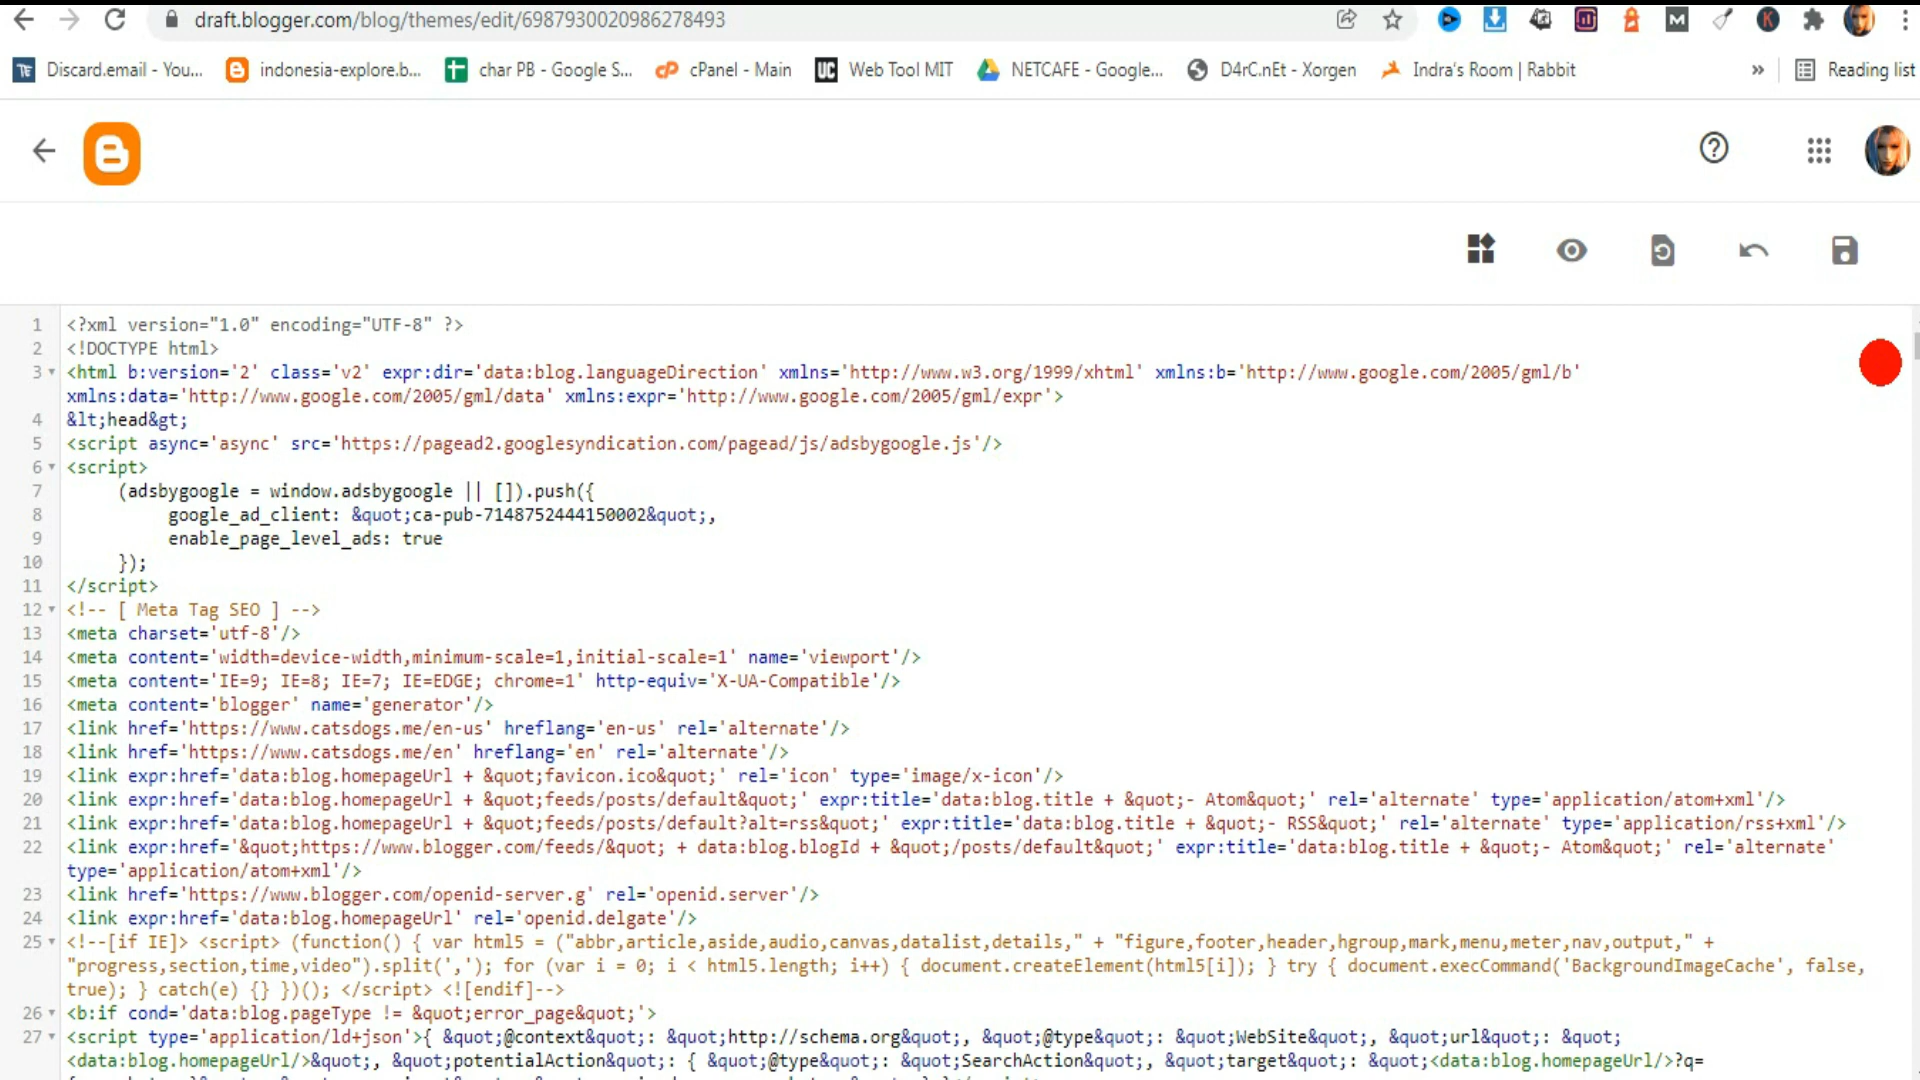 draft.blogger.com/blog/themes/edit/6987930020986278493
Discard.email - You... indonesia-explore.b... char PB - Google S... cPanel - Main UC Web Tool MIT NETCAFE - Google... D4rC.nEt - Xorgen Indra's Room | Rabbit » Reading list
1 <?xml version="1.0" encoding="UTF-8" ?>
2 <!DOCTYPE html>
3 <html b:version='2' class='v2' expr:dir='data:blog.languageDirection' xmlns='http://www.w3.org/1999/xhtml' xmlns:b='http://www.google.com/2005/gml/b'
xmlns:data='http://www.google.com/2005/gml/data' xmlns:expr='http://www.google.com/2005/gml/expr'>
4 &lt;head&gt;
5 <script async='async' src='https://pagead2.googlesyndication.com/pagead/js/adsbygoogle.js'/>
6 <script>
7 (adsbygoogle = window.adsbygoogle || []).push({
8 google_ad_client: &quot;ca-pub-7148752444150002&quot;,
9 enable_page_level_ads: true
10 });
11 </script>
12 <!-- [ Meta Tag SEO ] -->
13 <meta charset='utf-8'/>
14 <meta content='width=device-width,minimum-scale=1,initial-scale=1' name='viewport'/>
15 <meta content='IE=9; IE=8; IE=7; IE=EDGE; chrome=1' http-equiv='X-UA-Compatible'/>
16 <meta content='blogger' name='generator'/>
17 <link href='https://www.catsdogs.me/en-us' hreflang='en-us' rel='alternate'/>
18 <link href='https://www.catsdogs.me/en' hreflang='en' rel='alternate'/>
19 <link expr:href='data:blog.homepageUrl + &quot;favicon.ico&quot;' rel='icon' type='image/x-icon'/>
20 <link expr:href='data:blog.homepageUrl + &quot;feeds/posts/default&quot;' expr:title='data:blog.title + &quot;- Atom&quot;' rel='alternate' type='application/atom+xml'/>
21 <link expr:href='data:blog.homepageUrl + &quot;feeds/posts/default?alt=rss&quot;' expr:title='data:blog.title + &quot;- RSS&quot;' rel='alternate' type='application/rss+xml'/>
22 <link expr:href='&quot;https://www.blogger.com/feeds/&quot; + data:blog.blogId + &quot;/posts/default&quot;' expr:title='data:blog.title + &quot;- Atom&quot;' rel='alternate'
type='application/atom+xml'/>
23 <link href='https://www.blogger.com/openid-server.g' rel='openid.server'/>
24 <link expr:href='data:blog.homepageUrl' rel='openid.delgate'/>
25 <!--[if IE]> <script> (function() { var html5 = ("abbr,article,aside,audio,canvas,datalist,details," + "figure,footer,header,hgroup,mark,menu,meter,nav,output," +
"progress,section,time,video").split(','); for (var i = 0; i < html5.length; i++) { document.createElement(html5[i]); } try { document.execCommand('BackgroundImageCache', false,
true); } catch(e) {} })(); </script> <![endif]-->
26 <b:if cond='data:blog.pageType != &quot;error_page&quot;'>
27 <script type='application/ld+json'>{ &quot;@context&quot;: &quot;http://schema.org&quot;, &quot;@type&quot;: &quot;WebSite&quot;, &quot;url&quot;: &quot;
<data:blog.homepageUrl/>&quot;, &quot;potentialAction&quot;: { &quot;@type&quot;: &quot;SearchAction&quot;, &quot;target&quot;: &quot;<data:blog.homepageUrl/>?q=